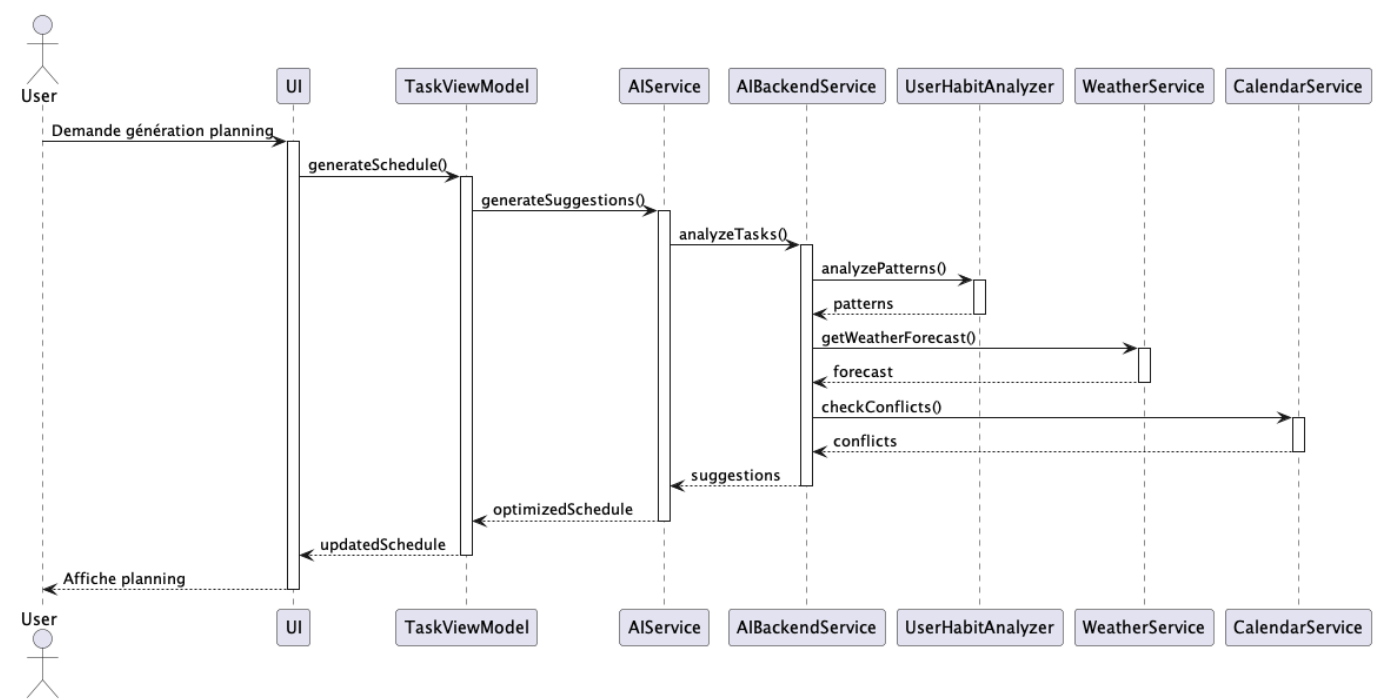 User
UI
TaskViewModel
AIService
AIBackendService
UserHabitAnalyzer
WeatherService
CalendarService
Demande génération planning
generateSchedule()
generateSuggestions()
analyzeTasks()
analyzePatterns()
patterns
getWeatherForecast()
forecast
checkConflicts()
conflicts
suggestions
optimizedSchedule
updatedSchedule
Affiche planning
User
UI
TaskViewModel
AIService
AIBackendService
UserHabitAnalyzer
WeatherService
CalendarService